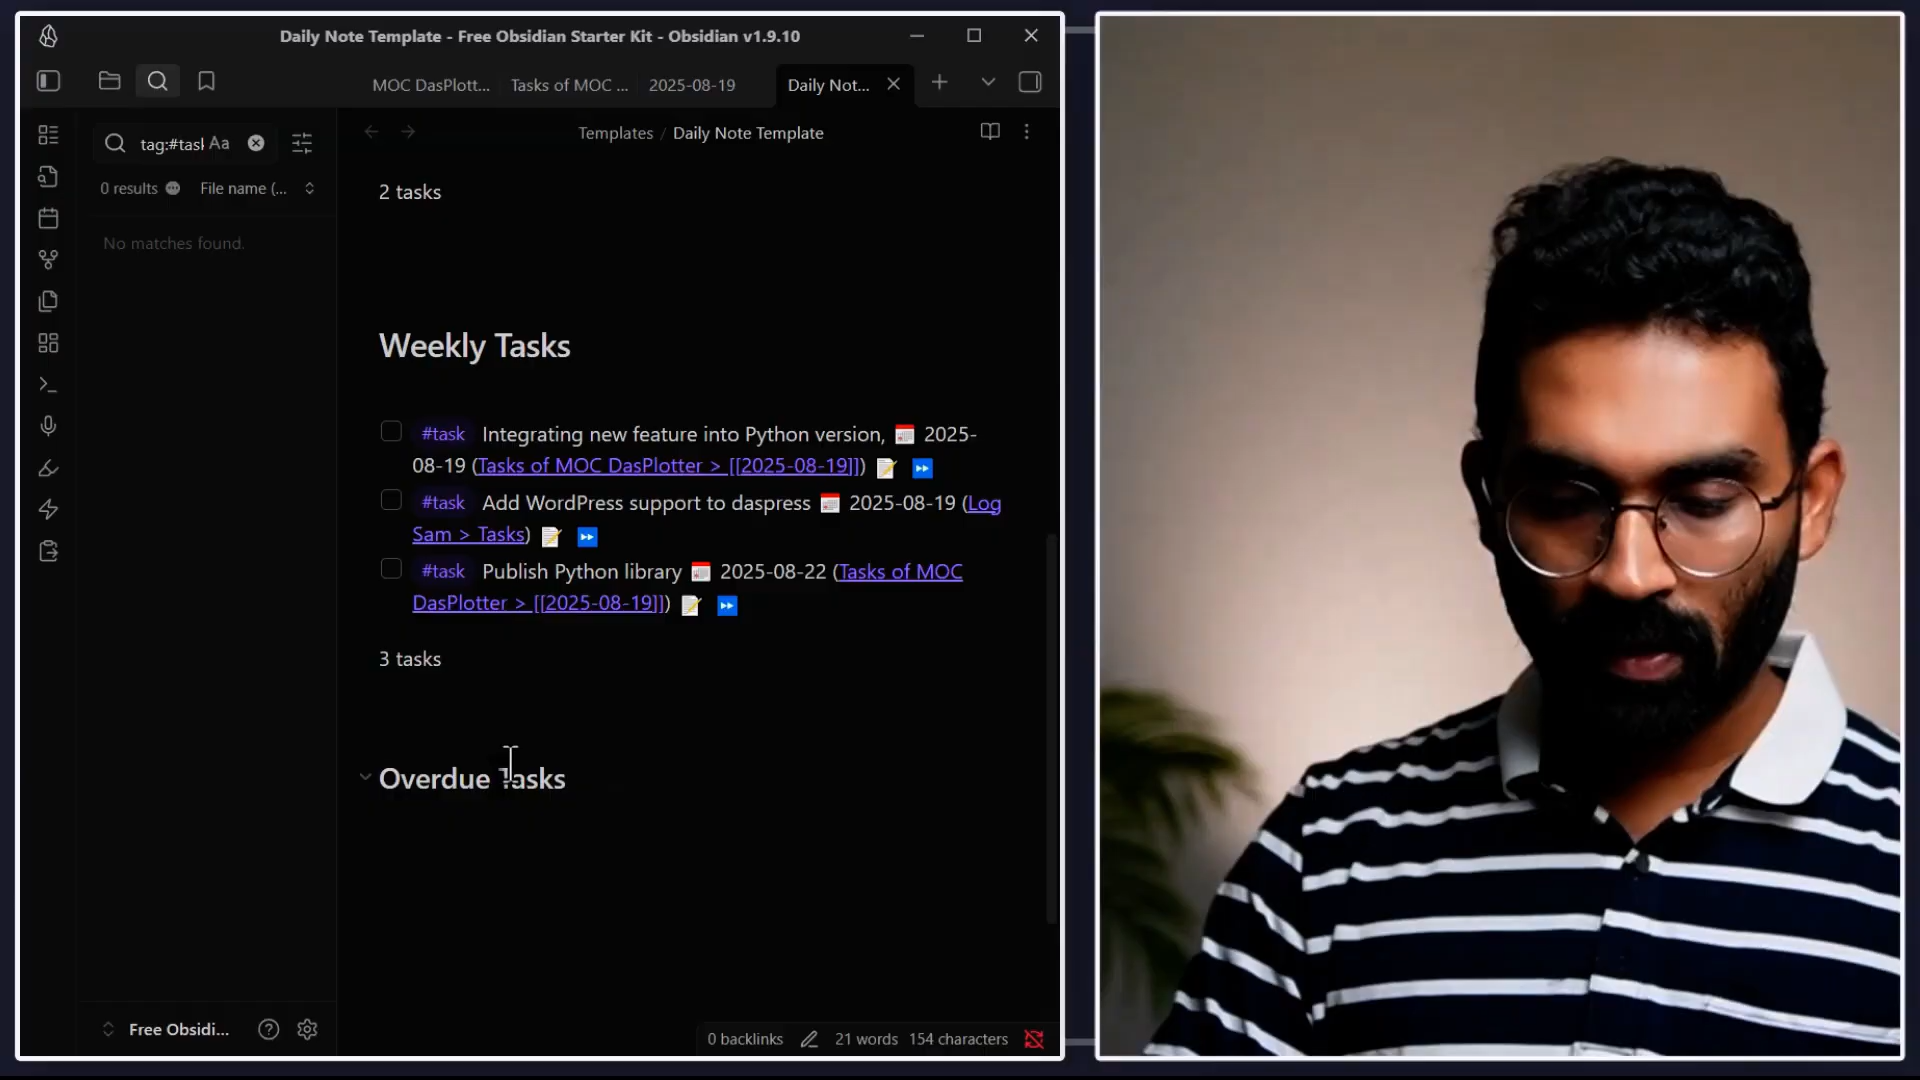 Daily Note Template - Free Obsidian Starter Kit - Obsidian v1.9.10
MOC DasPlott...
Tasks of MOC ...
2025-08-19
Daily Not...
tag:#task
Aa
Templates / Daily Note Template
0 results
File name (...
No matches found.
2 tasks
Weekly Tasks
#task Integrating new feature into Python version, 📅 2025-
08-19 (Tasks of MOC DasPlotter > [[2025-08-19]]) 📝 ⏩
#task Add WordPress support to daspress 📅 2025-08-19 (Log
Sam > Tasks) 📝 ⏩
#task Publish Python library 📅 2025-08-22 (Tasks of MOC
DasPlotter > [[2025-08-19]]) 📝 ⏩
3 tasks
Overdue Tasks
Free Obsidi...
0 backlinks
21 words
154 characters